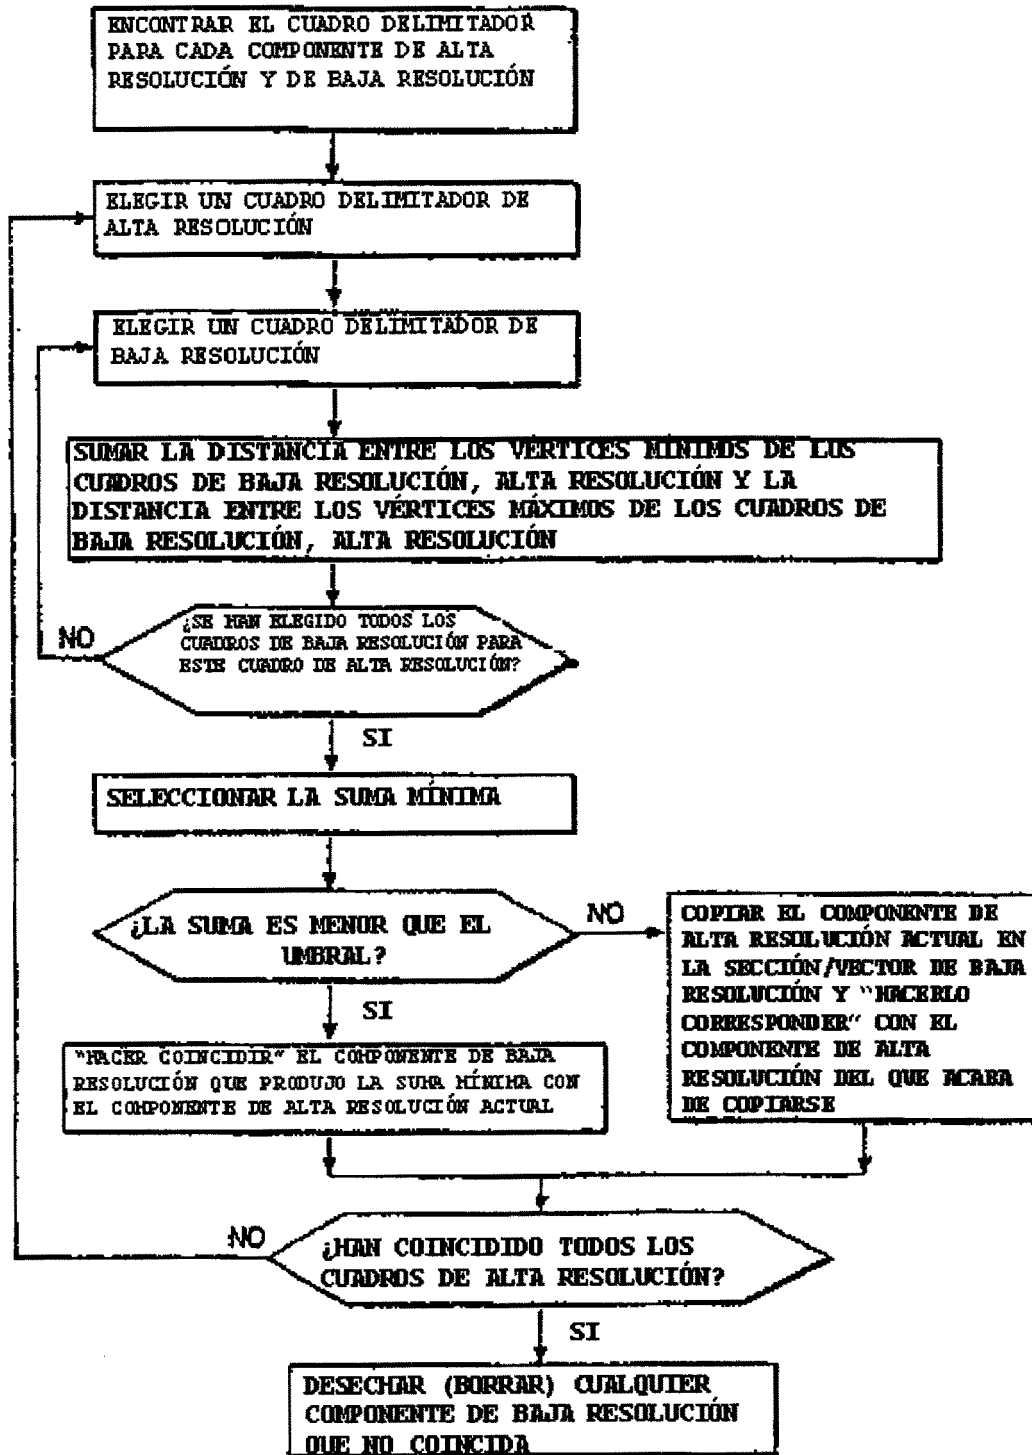 ENCONTRAR EL CUADRO DELIMITADOR
PARA CADA COMPONENTE DE ALTA
RESOLUCIÓN Y DE BAJA RESOLUCIÓN
ELEGIR UN CUADRO DELIMITADOR DE
ALTA RESOLUCIÓN
ELEGIR UN CUADRO DELIMITADOR DE
BAJA RESOLUCIÓN
SUMAR LA DISTANCIA ENTRE LOS VÉRTICES MÍNIMOS DE LOS
CUADROS DE BAJA RESOLUCIÓN, ALTA RESOLUCIÓN Y LA
DISTANCIA ENTRE LOS VÉRTICES MÁXIMOS DE LOS CUADROS DE
BAJA RESOLUCIÓN, ALTA RESOLUCIÓN
NO
¿SE HAN ELEGIDO TODOS LOS
CUADROS DE BAJA RESOLUCIÓN PARA
ESTE CUADRO DE ALTA RESOLUCIÓN?
SI
SELECCIONAR LA SUMA MÍNIMA
¿LA SUMA ES MENOR QUE EL
UMBRAL?
NO
SI
COPIAR EL COMPONENTE DE
ALTA RESOLUCIÓN ACTUAL EN
LA SECCIÓN/VECTOR DE BAJA
RESOLUCIÓN Y "HACERLO
CORRESPONDER" CON EL
COMPONENTE DE ALTA
RESOLUCIÓN DEL QUE ACABA
DE COPIARSE
"HACER COINCIDIR" EL COMPONENTE DE BAJA
RESOLUCIÓN QUE PRODUJO LA SUMA MÍNIMA CON
EL COMPONENTE DE ALTA RESOLUCIÓN ACTUAL
NO
¿HAN COINCIDIDO TODOS LOS
CUADROS DE ALTA RESOLUCIÓN?
SI
DESECHAR (BORRAR) CUALQUIER
COMPONENTE DE BAJA RESOLUCIÓN
QUE NO COINCIDA